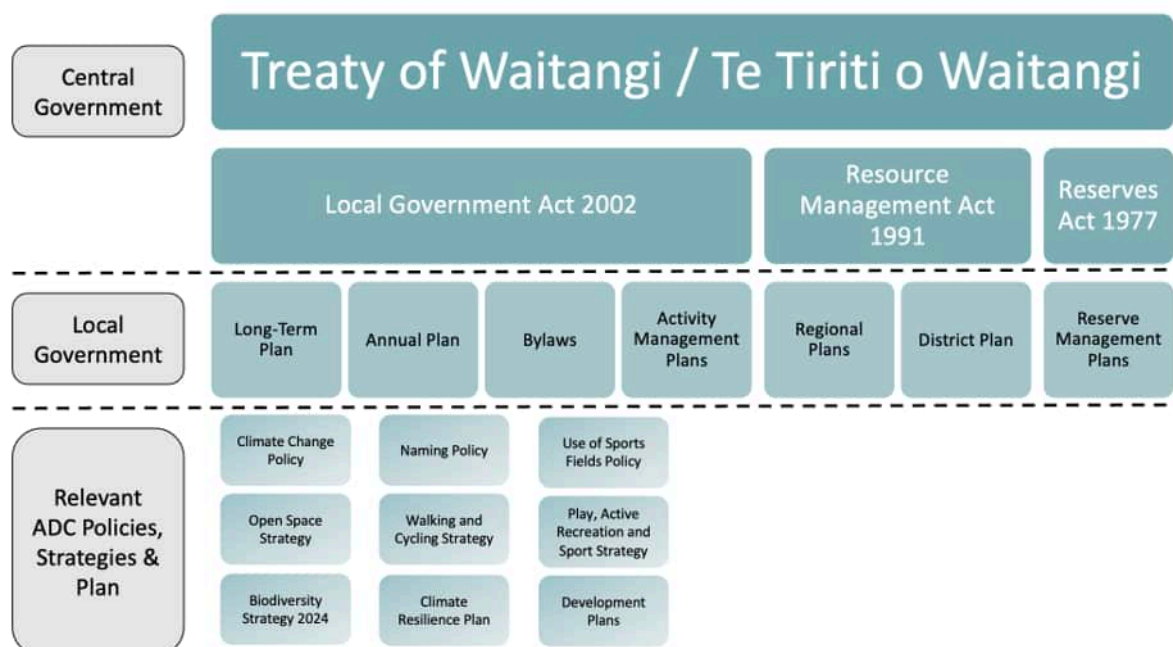 Central
Government
Treaty of Waitangi / Te Tiriti o Waitangi
Local Government Act 2002
Resource
Management Act
1991
Reserves
Act 1977
Local
Government
Long-Term
Plan
Annual Plan
Bylaws
Activity
Management
Plans
Regional
Plans
District Plan
Reserve
Management
Plans
Relevant
ADC Policies,
Strategies &
Plan
Climate Change
Policy
Naming Policy
Use of Sports
Fields Policy
Open Space
Strategy
Walking and
Cycling Strategy
Play, Active
Recreation and
Sport Strategy
Biodiversity
Strategy 2024
Climate
Resilience Plan
Development
Plans